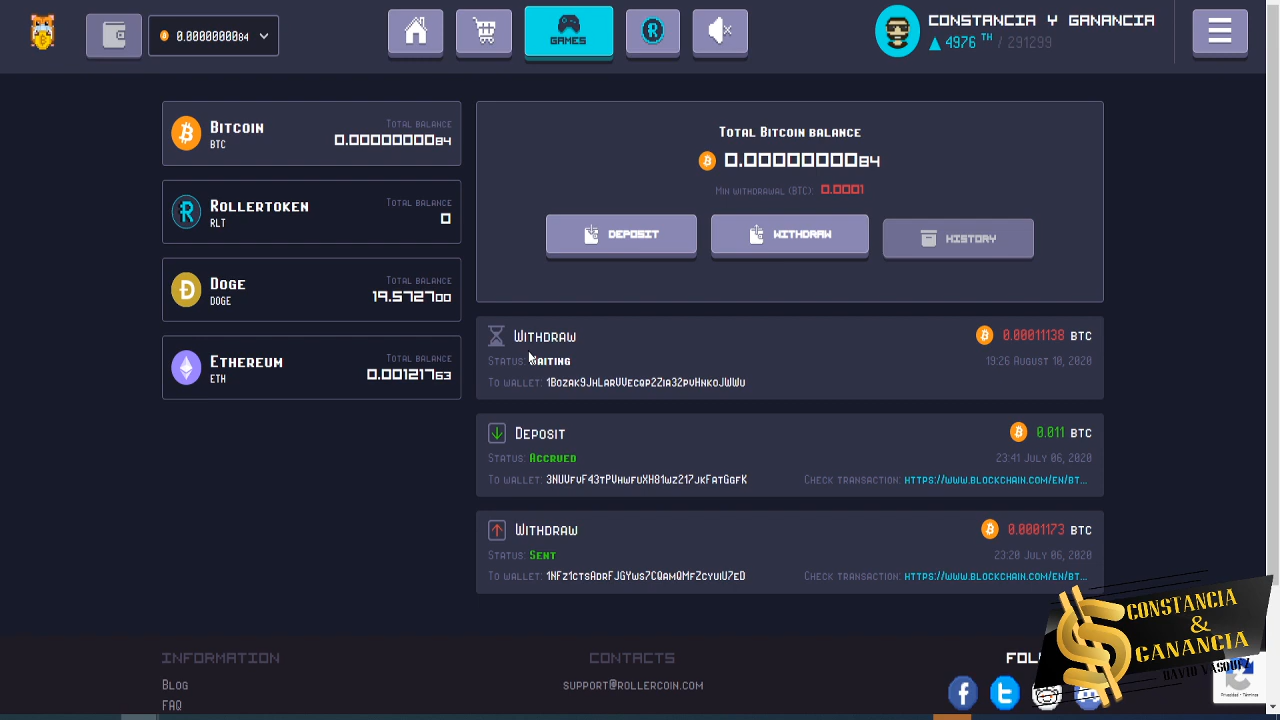 0.0000000084
GAMES
CONSTANCIA Y GANANCIA
4976 TH / 291299
BITCOIN
BTC
TOTAL BALANCE
0.0000000084
ROLLERTOKEN
RLT
TOTAL BALANCE
0
DOGE
DOGE
TOTAL BALANCE
19.572700
ETHEREUM
ETH
TOTAL BALANCE
0.00121763
TOTAL BITCOIN BALANCE
0.0000000084
MIN WITHDRAWAL (BTC): 0.0001
DEPOSIT
WITHDRAW
HISTORY
WITHDRAW
0.00011138 BTC
STATUS: WAITING
19:26 AUGUST 10, 2020
TO WALLET:
DEPOSIT
0.011 BTC
STATUS: ACCRUED
23:41 JULY 06, 2020
TO WALLET:
CHECK TRANSACTION: HTTPS://WWW.BLOCKCHAIN.COM/EN/BT...
WITHDRAW
0.0001173 BTC
STATUS: SENT
23:20 JULY 06, 2020
TO WALLET:
CHECK TRANSACTION: HTTPS://WWW.BLOCKCHAIN.COM/EN/BT...
INFORMATION
BLOG
FAQ
CONTACTS
SUPPORT@ROLLERCOIN.COM
CONSTANCIA
&
GANANCIA
DAVID VASQUEZ